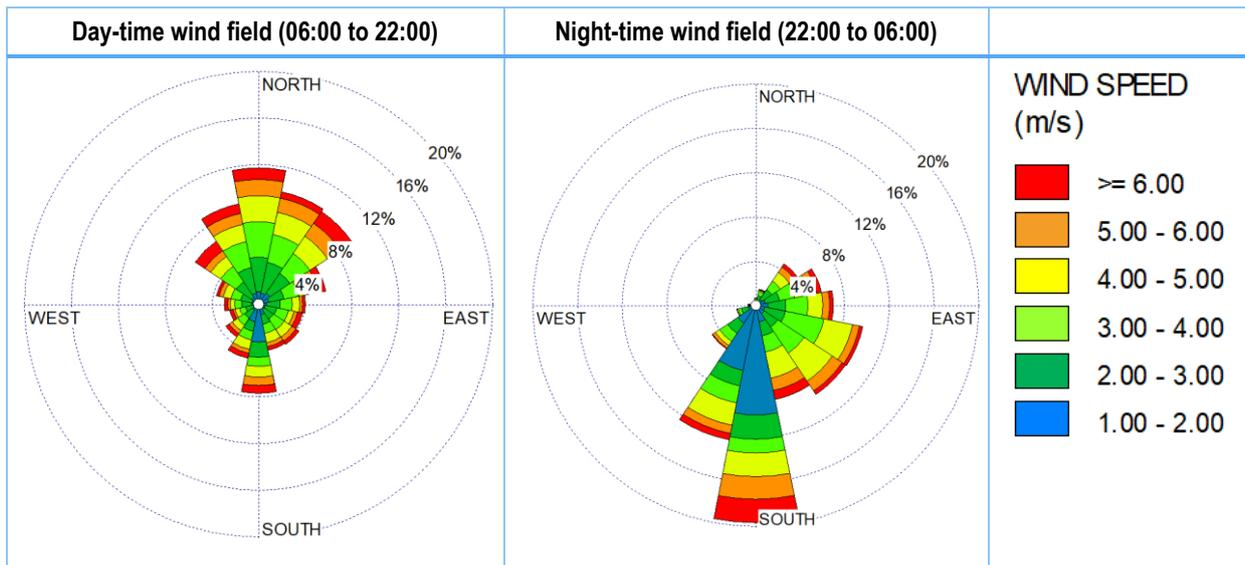 Day-time wind field (06:00 to 22:00)
Night-time wind field (22:00 to 06:00)
NORTH
20%
16%
12%
8%
4%
WEST
EAST
SOUTH
NORTH
20%
16%
12%
8%
4%
WEST
EAST
SOUTH
WIND SPEED
(m/s)
>= 6.00
5.00 - 6.00
4.00 - 5.00
3.00 - 4.00
2.00 - 3.00
1.00 - 2.00